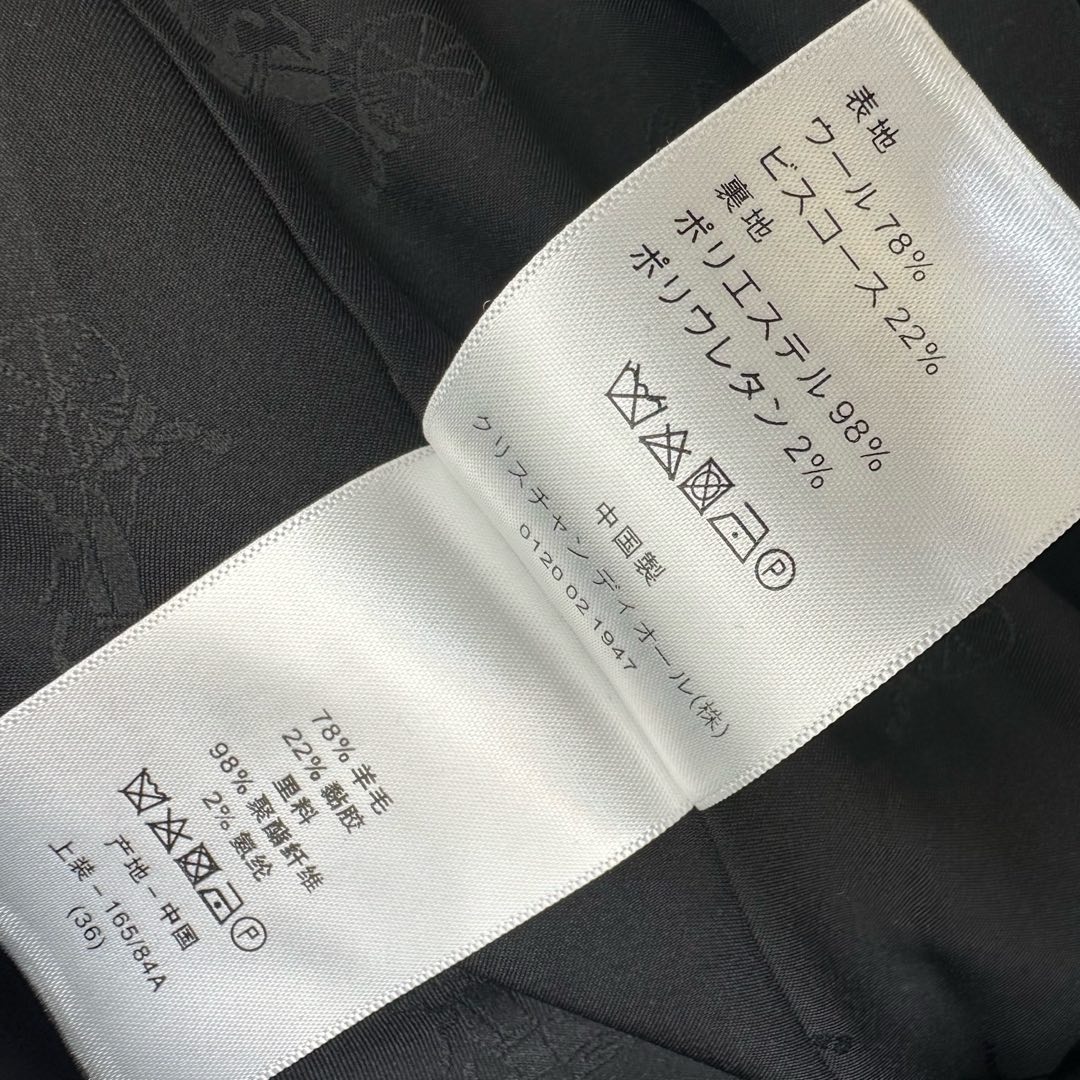 表地
ウール 78%
ビスコース 22%
裏地
ポリエステル 98%
ポリウレタン 2%
P
中国製
クリスチャン ディオール(株)
0120 02 1947
78% 羊毛
22% 黏胶
里料
98% 聚酯纤维
2% 氨纶
P
产地 - 中国
上装 - 165/84A
(36)